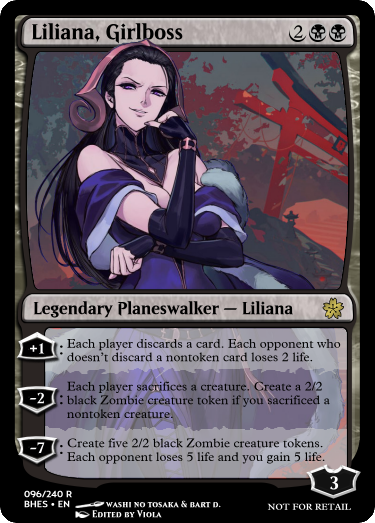 Liliana, Girlboss 2
Legendary Planeswalker — Liliana
+1: Each player discards a card. Each opponent who
doesn't discard a nontoken card loses 2 life.
-2: Each player sacrifices a creature. Create a 2/2
black Zombie creature token if you sacrificed a
nontoken creature.
-7: Create five 2/2 black Zombie creature tokens.
Each opponent loses 5 life and you gain 5 life.
3
096/240 R
BHES • EN WASHI NO TOSAKA & BART D.
EDITED BY VIOLA
NOT FOR RETAIL